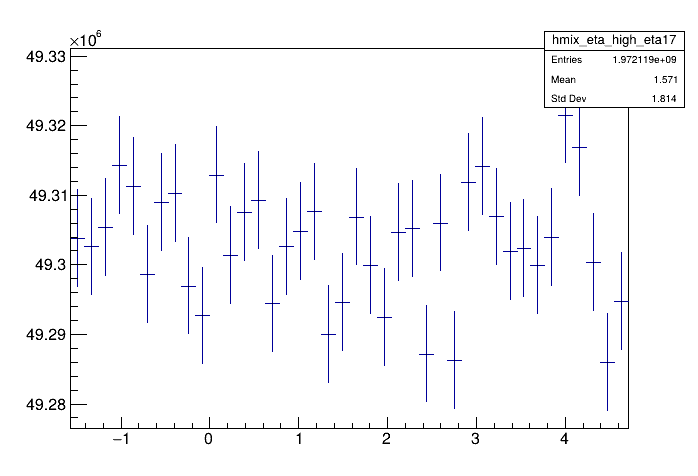 ×10⁶
hmix_eta_high_eta17
Entries 1.972119e+09
Mean 1.571
Std Dev 1.814
49.33
49.32
49.31
49.3
49.29
49.28
−1 0 1 2 3 4